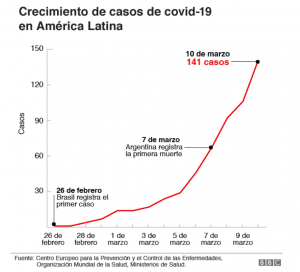 Crecimiento de casos de covid-19
en América Latina
150
120
90
60
30
Casos
10 de marzo
141 casos
7 de marzo
Argentina registra
la primera muerte
26 de febrero
Brasil registra el
primer caso
26 de
febrero
28 de
febrero
1 de
marzo
3 de
marzo
5 de
marzo
7 de
marzo
9 de
marzo
Fuente: Centro Europeo para la Prevención y el Control de las Enfermedades,
Organización Mundial de la Salud, Ministerios de Salud.
BBC